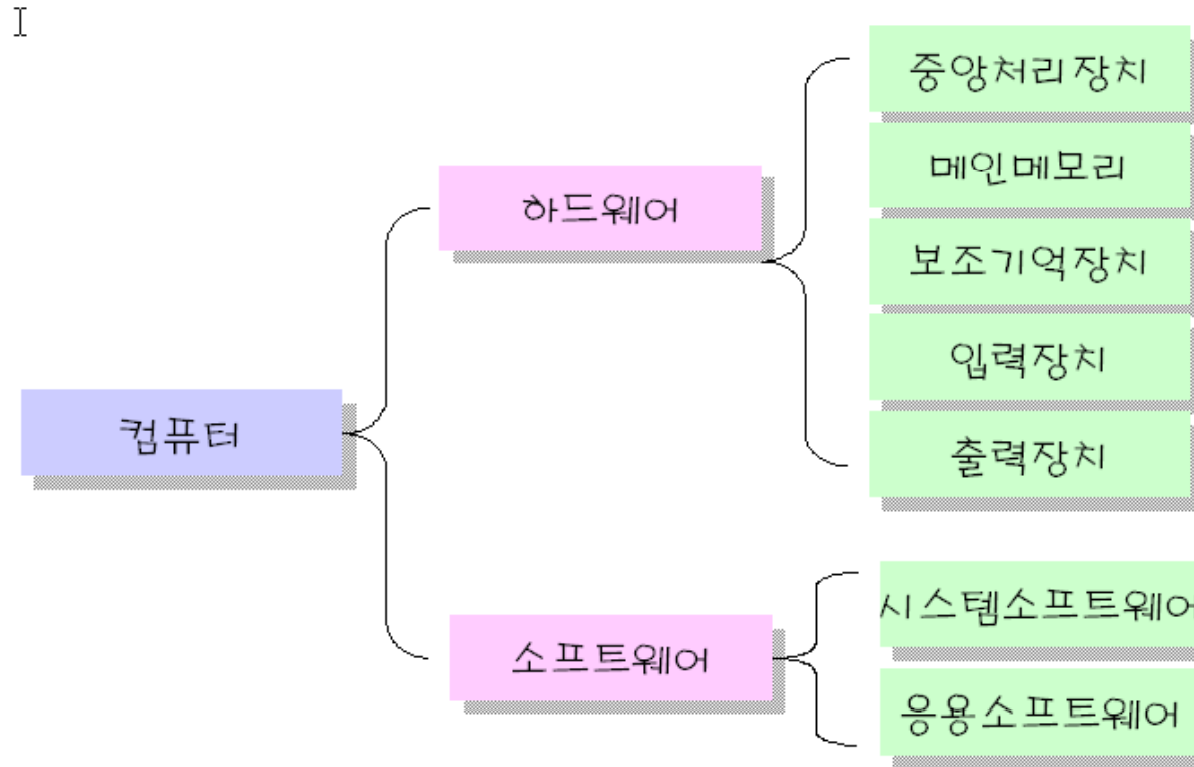 컴퓨터
하드웨어
중앙처리장치
메인메모리
보조기억장치
입력장치
출력장치
소프트웨어
시스템소프트웨어
응용소프트웨어